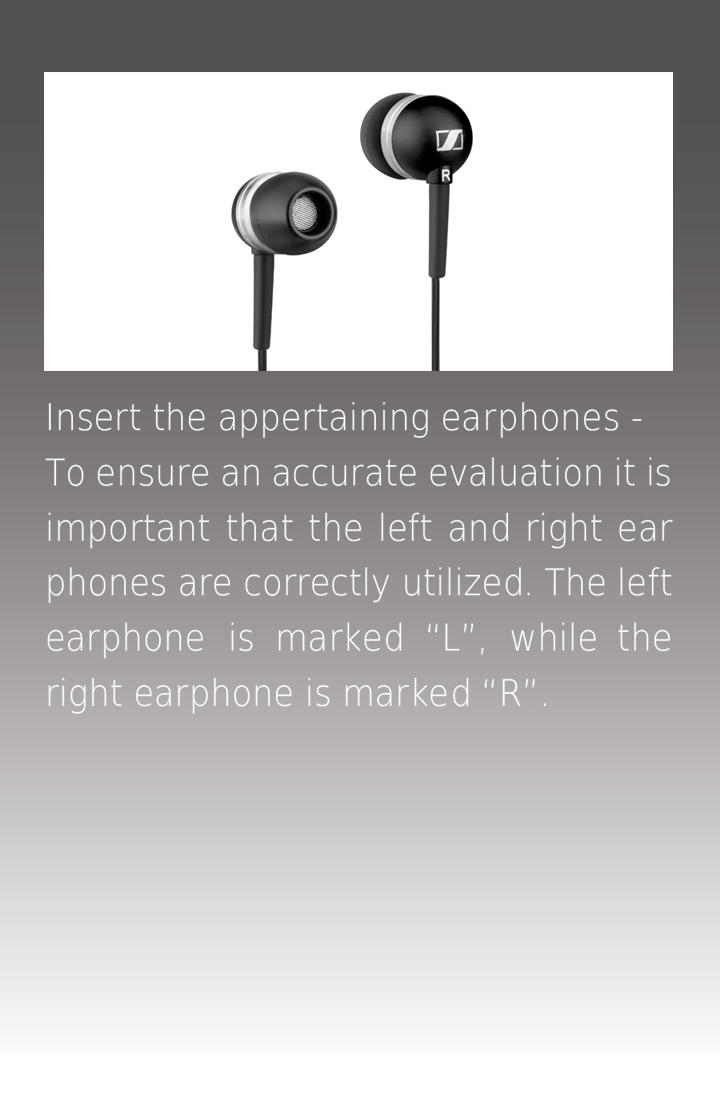 R
Insert the appertaining earphones -
To ensure an accurate evaluation it is
important that the left and right ear
phones are correctly utilized. The left
earphone is marked “L”, while the
right earphone is marked “R”.